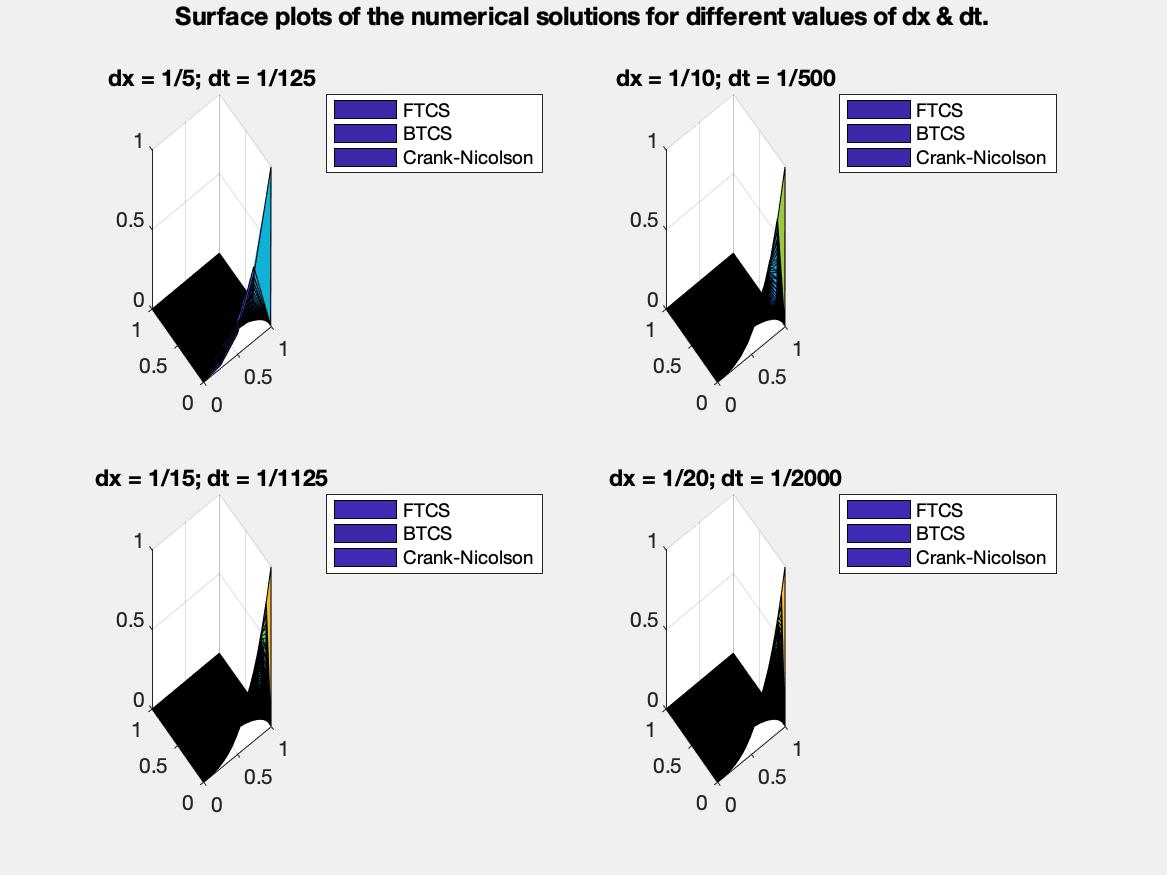 Surface plots of the numerical solutions for different values of dx & dt.
dx = 1/5; dt = 1/125
FTCS
BTCS
Crank-Nicolson
1
0.5
0
1
0.5
0
0
0.5
1
dx = 1/10; dt = 1/500
FTCS
BTCS
Crank-Nicolson
1
0.5
0
1
0.5
0
0
0.5
1
dx = 1/15; dt = 1/1125
FTCS
BTCS
Crank-Nicolson
1
0.5
0
1
0.5
0
0
0.5
1
dx = 1/20; dt = 1/2000
FTCS
BTCS
Crank-Nicolson
1
0.5
0
1
0.5
0
0
0.5
1